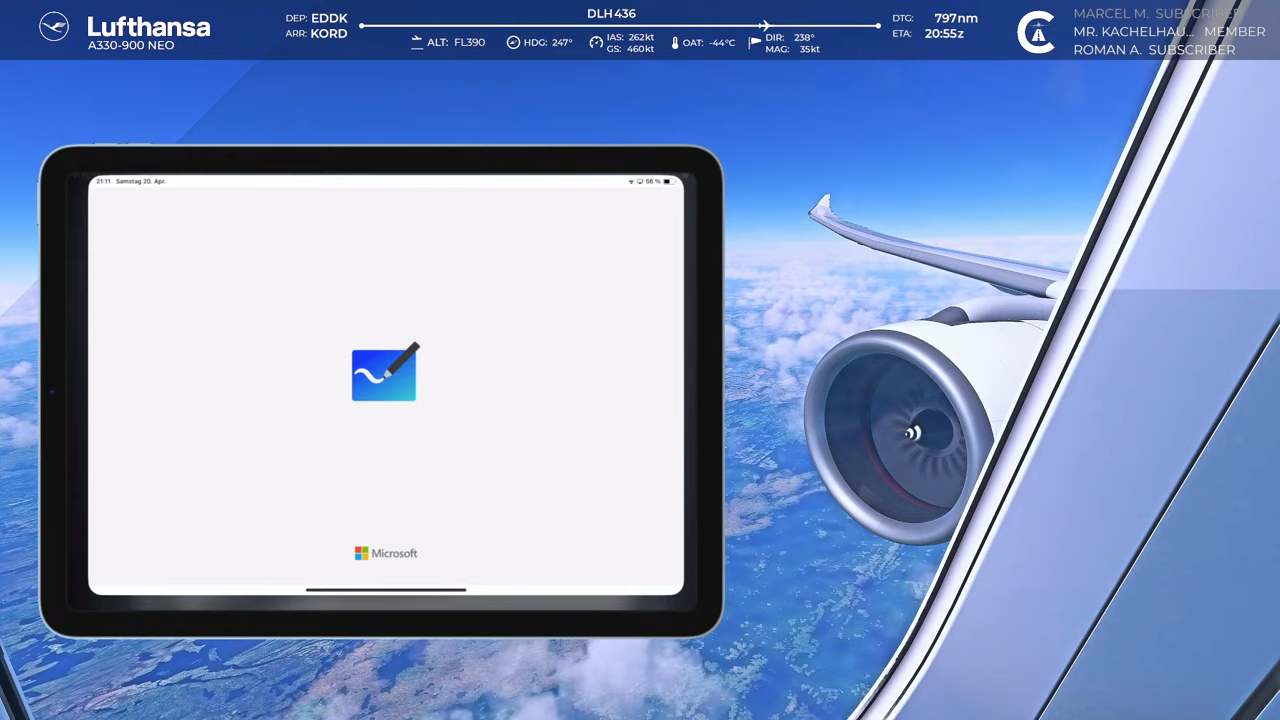 Lufthansa
A330-900 NEO
DEP: EDDK
ARR: KORD
DLH436
ALT: FL390
HDG: 247°
IAS: 262kt
GS: 460kt
OAT: -44°C
DIR: 238°
MAG: 35kt
DTG: 797nm
ETA: 20:55z
MARCEL M. SUBSCRIBER
MR. KACHELHAU... MEMBER
ROMAN A. SUBSCRIBER
21:11 Samstag 20. Apr.
56 %
Microsoft